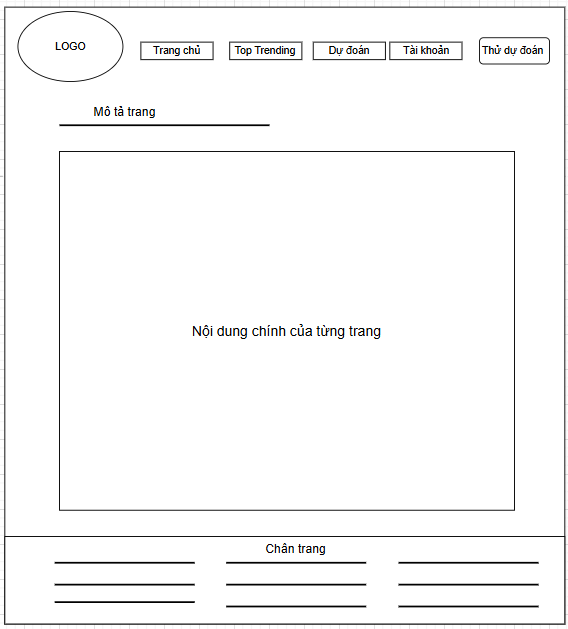 LOGO
Trang chủ
Top Trending
Dự đoán
Tài khoản
Thử dự đoán
Mô tả trang
Nội dung chính của từng trang
Chân trang